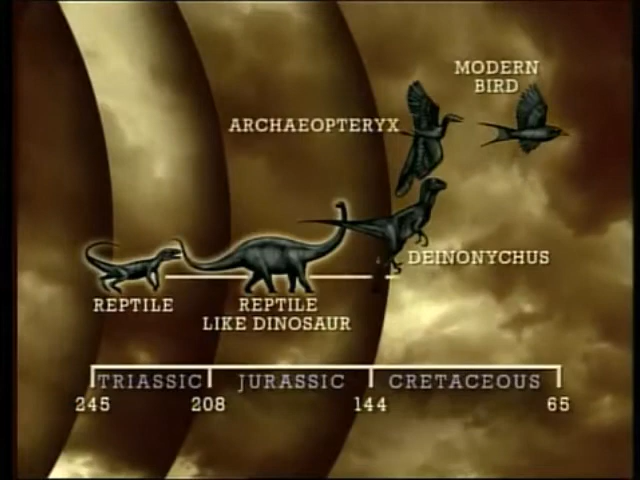 MODERN
BIRD
ARCHAEOPTERYX
DEINONYCHUS
REPTILE
REPTILE
LIKE DINOSAUR
TRIASSIC JURASSIC CRETACEOUS
245 208 144 65